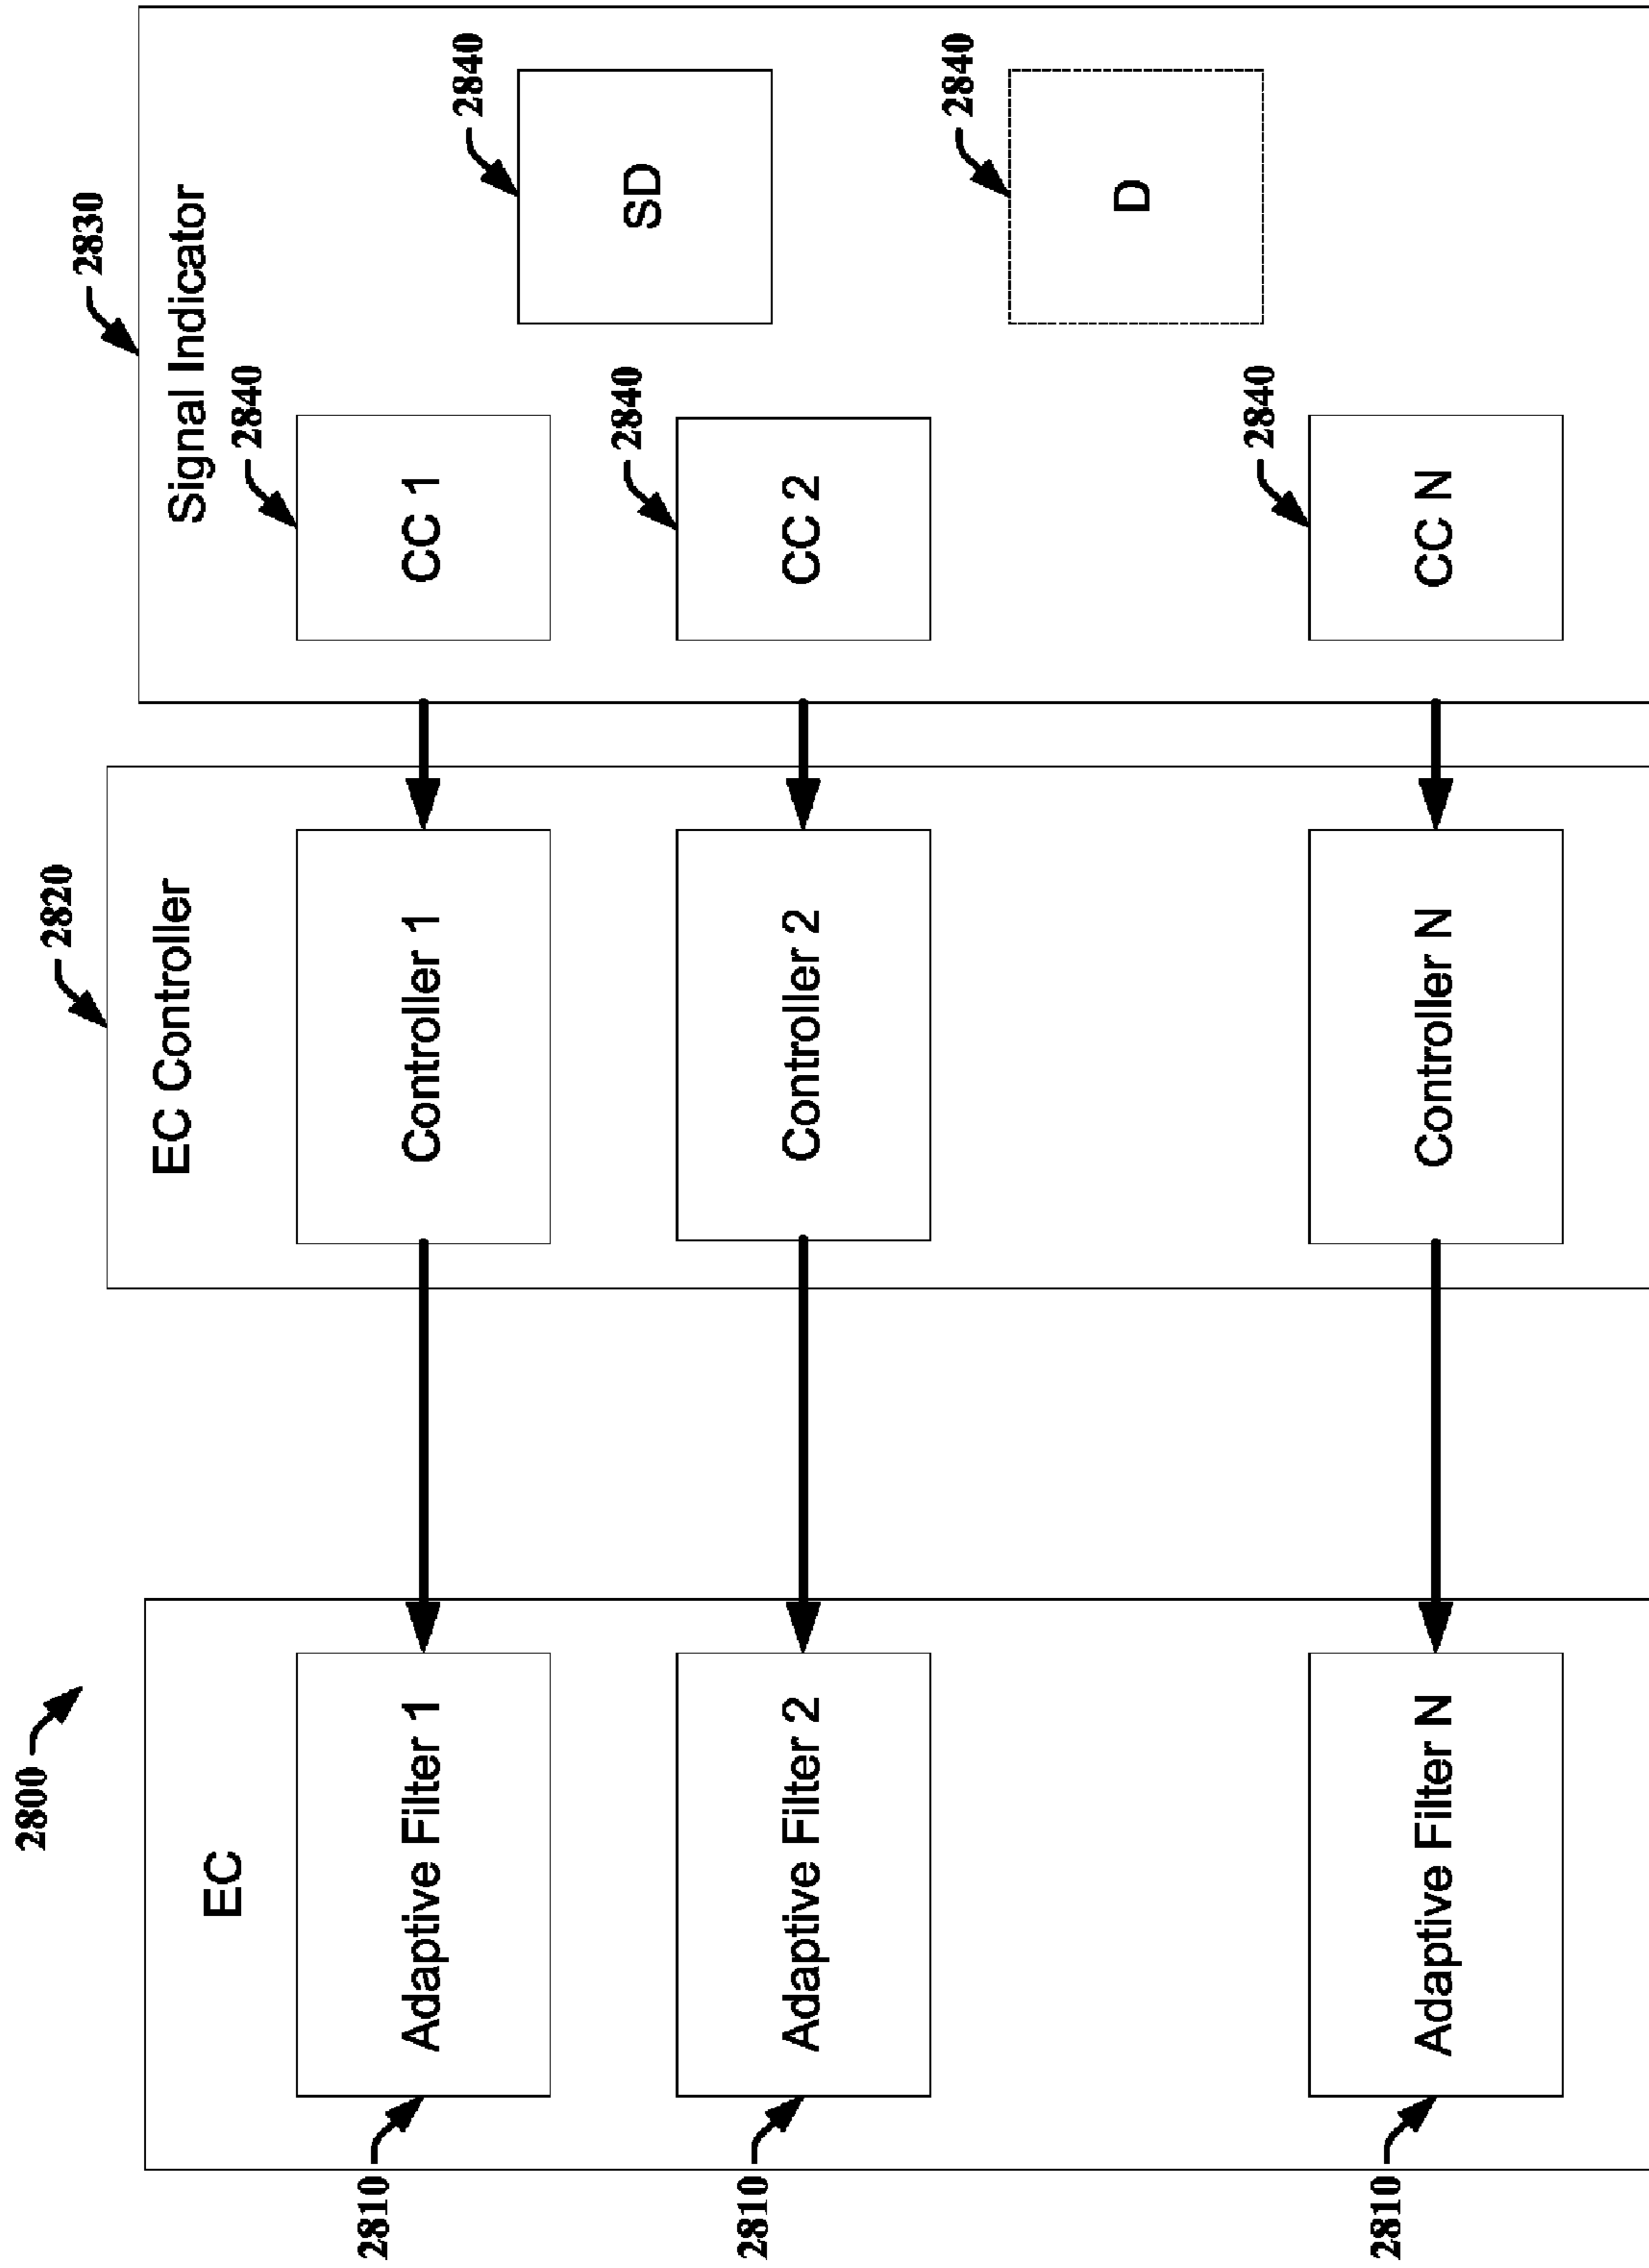 2800
EC
2810
Adaptive Filter 1
2810
Adaptive Filter 2
2810
Adaptive Filter N
2820
EC Controller
Controller 1
Controller 2
Controller N
2830
Signal Indicator
2840
CC 1
2840
CC 2
2840
CC N
2840
SD
2840
D